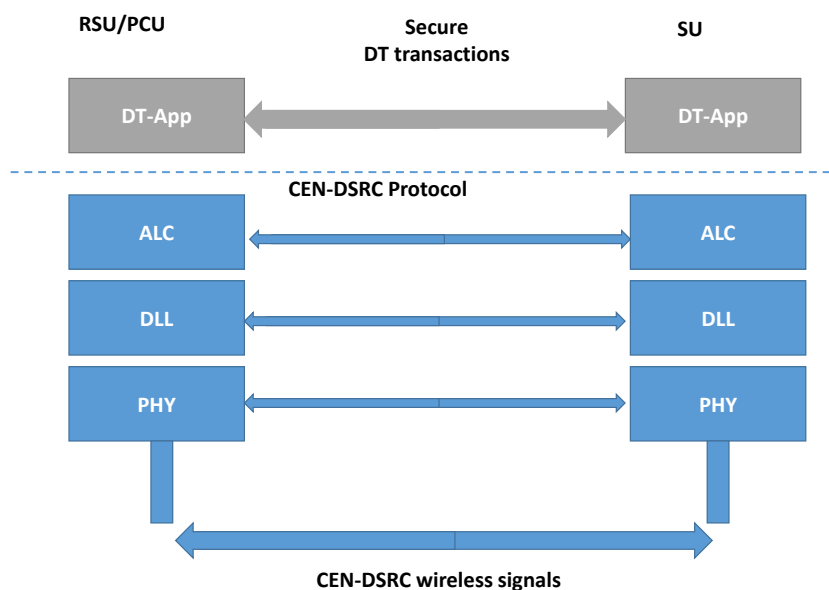 RSU/PCU
Secure
DT transactions
SU
DT-App
DT-App
CEN-DSRC Protocol
ALC
ALC
DLL
DLL
PHY
PHY
CEN-DSRC wireless signals